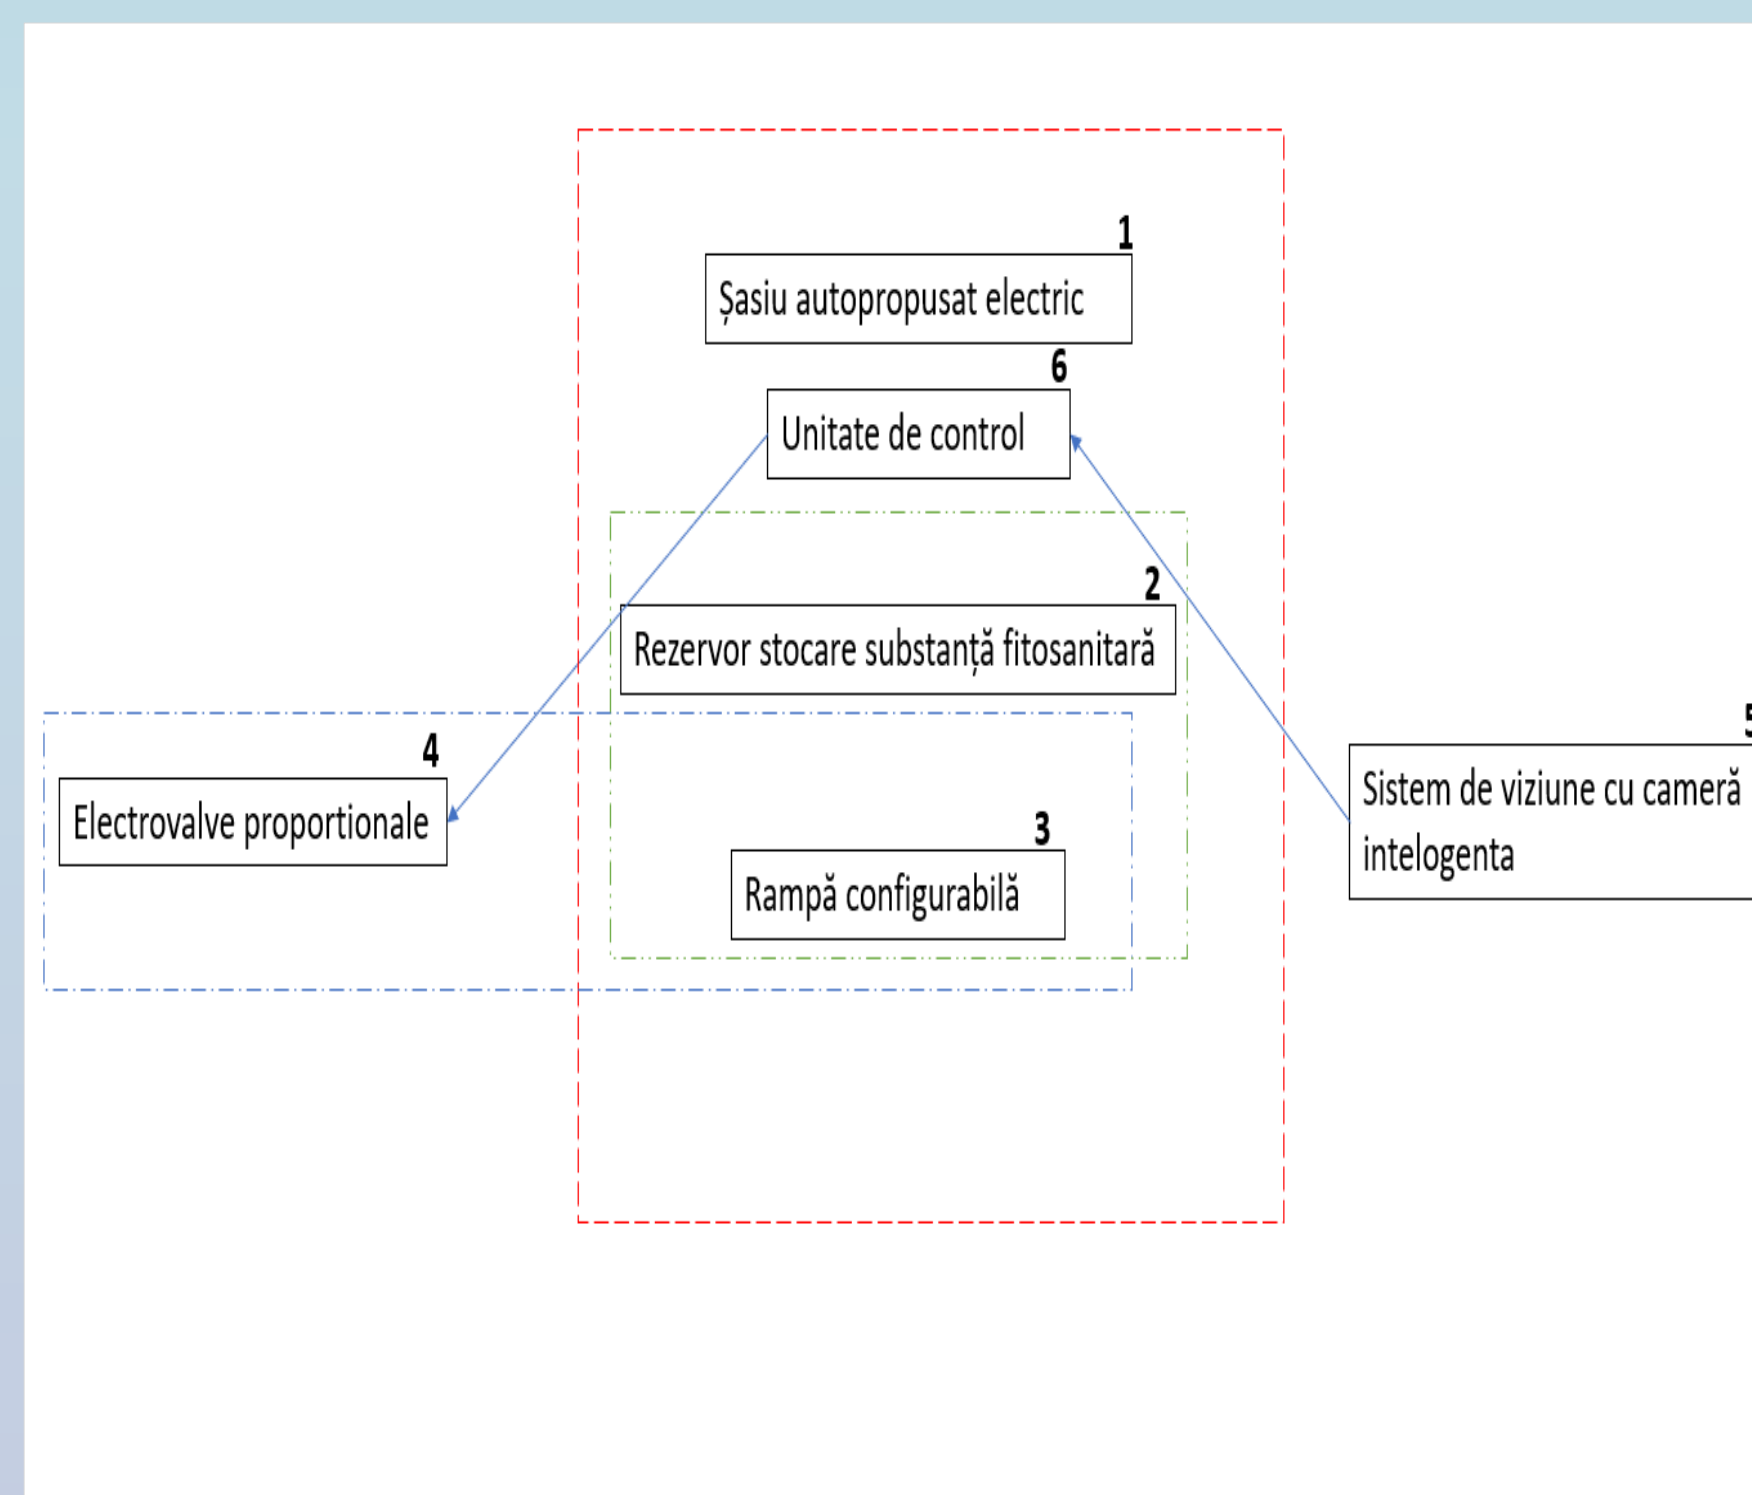 1
Șasiu autopropusat electric
6
Unitate de control
2
Rezervor stocare substanță fitosanitară
4
Electrovalve proportionale
3
Rampă configurabilă
5
Sistem de viziune cu cameră
intelogenta